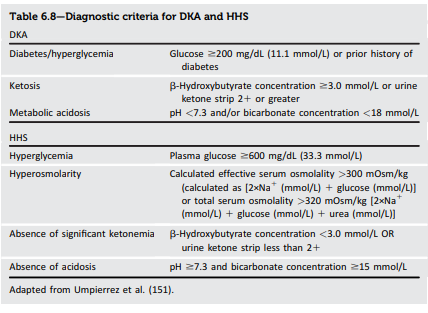 Table 6.8—Diagnostic criteria for DKA and HHS
DKA
Diabetes/hyperglycemia Glucose ≥200 mg/dL (11.1 mmol/L) or prior history of
diabetes
Ketosis β-Hydroxybutyrate concentration ≥3.0 mmol/L or urine
ketone strip 2+ or greater
Metabolic acidosis pH <7.3 and/or bicarbonate concentration <18 mmol/L
HHS
Hyperglycemia Plasma glucose ≥600 mg/dL (33.3 mmol/L)
Hyperosmolarity Calculated effective serum osmolality >300 mOsm/kg
(calculated as [2×Na⁺ (mmol/L) + glucose (mmol/L)]
or total serum osmolality >320 mOsm/kg [2×Na⁺
(mmol/L) + glucose (mmol/L) + urea (mmol/L)]
Absence of significant ketonemia β-Hydroxybutyrate concentration <3.0 mmol/L OR
urine ketone strip less than 2+
Absence of acidosis pH ≥7.3 and bicarbonate concentration ≥15 mmol/L
Adapted from Umpierrez et al. (151).